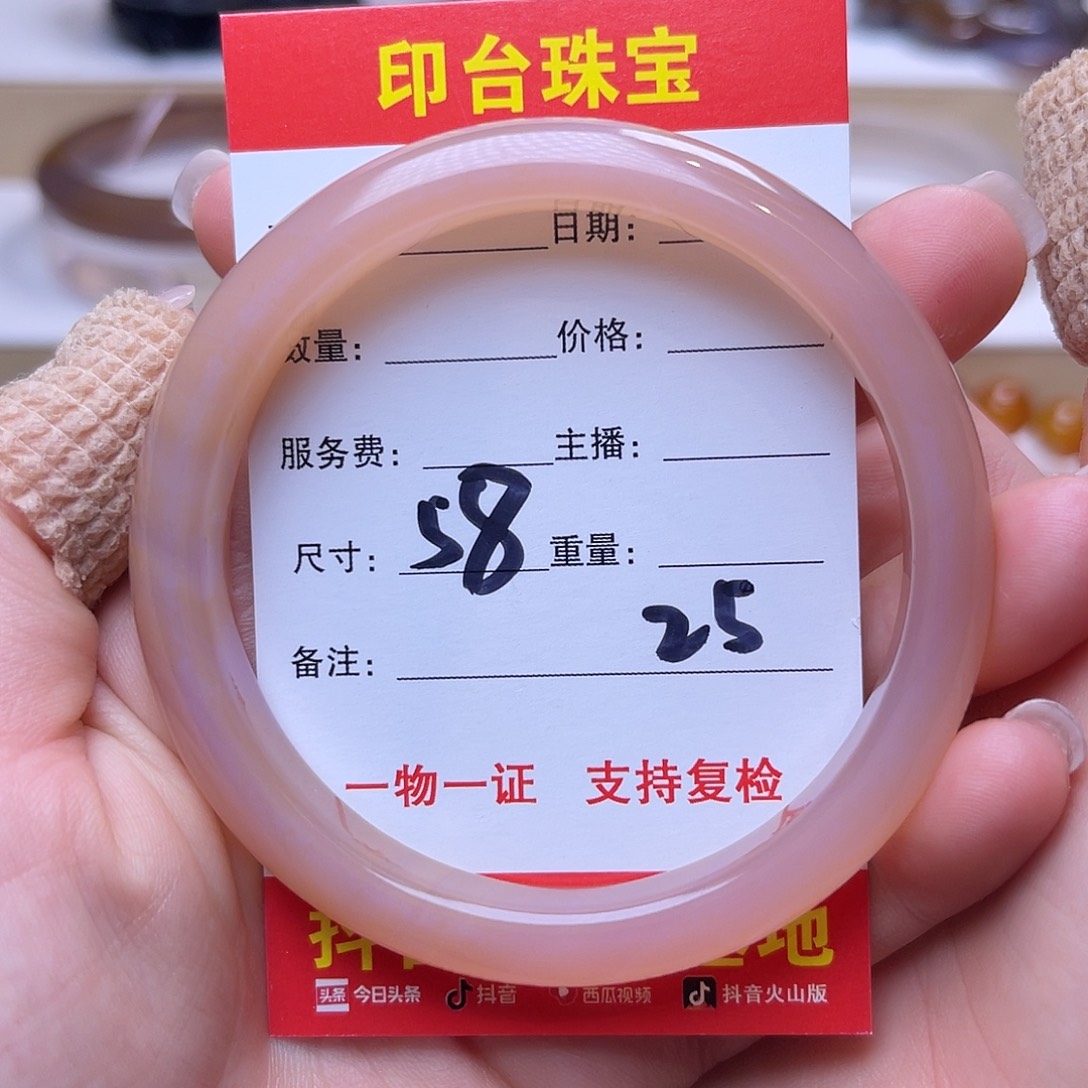 印台珠宝
日期：
数量： 价格：
服务费： 主播：
尺寸： 58 重量：
25
备注：
一物一证 支持复检
抖 地
头条 今日头条 抖音 西瓜视频 抖音火山版